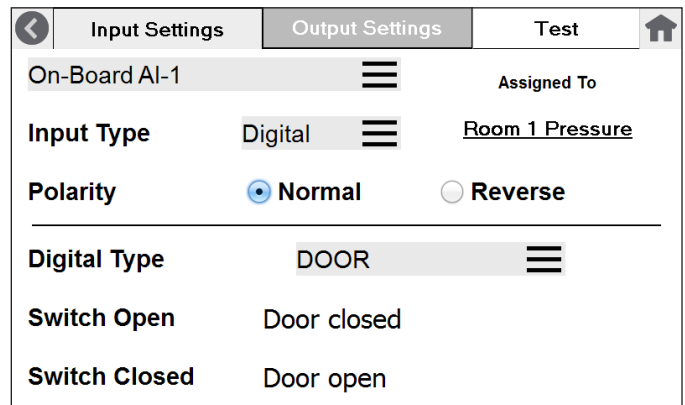 Input Settings Output Settings Test
On-Board AI-1
Assigned To
Input Type Digital Room 1 Pressure
Polarity Normal Reverse
Digital Type DOOR
Switch Open Door closed
Switch Closed Door open